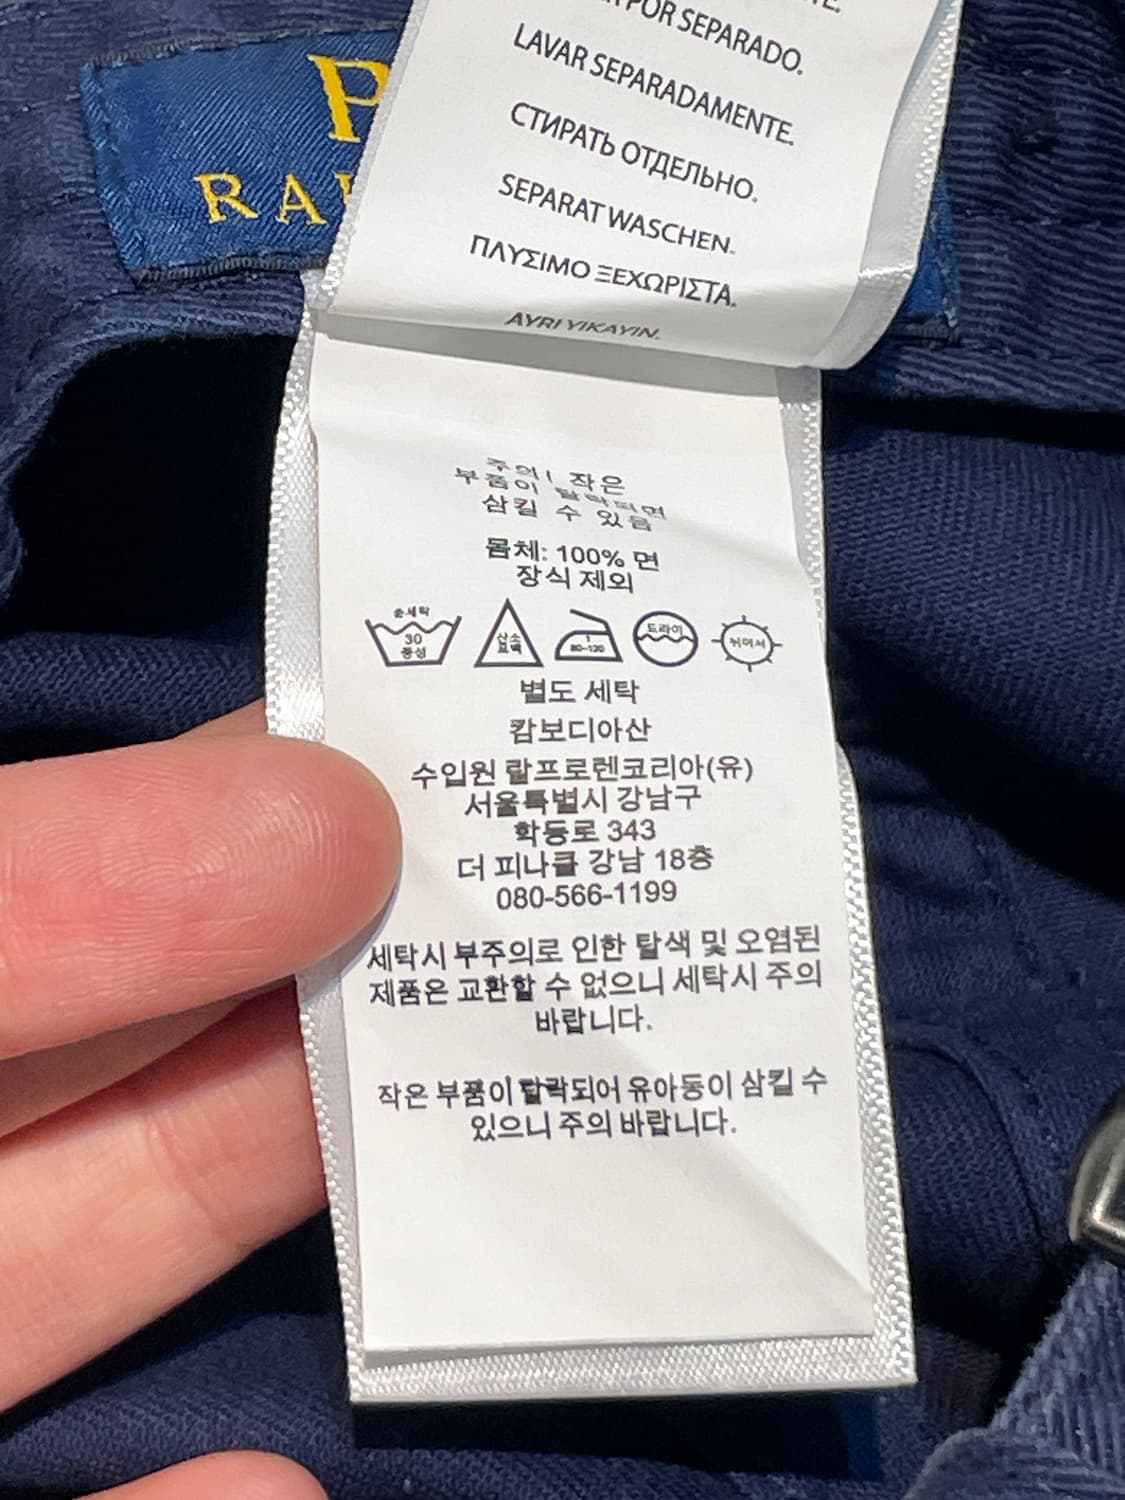 P
RA
POR SEPARADO.
LAVAR SEPARADAMENTE.
СТИРАТЬ ОТДЕЛЬНО.
SEPARAT WASCHEN.
ΠΛΥΣΙΜΟ ΞΕΧΩΡΙΣΤΑ.
AYRI YIKAYIN.
주의! 작은
부품이 탈락되면
삼킬 수 있음
몸체: 100% 면
장식 제외
손세탁
30
중성
산소
표백
1
80~120
드라이
뉘어서
별도 세탁
캄보디아산
수입원 랄프로렌코리아(유)
서울특별시 강남구
학동로 343
더 피나클 강남 18층
080-566-1199
세탁시 부주의로 인한 탈색 및 오염된
제품은 교환할 수 없으니 세탁시 주의
바랍니다.
작은 부품이 탈락되어 유아동이 삼킬 수
있으니 주의 바랍니다.